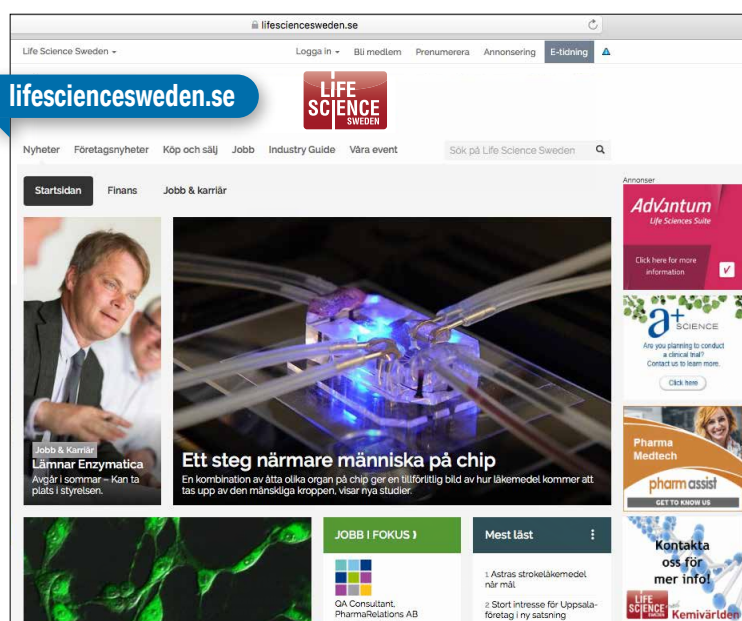 lifesciencesweden.se
Life Science Sweden
Logga in
Bli medlem
Prenumerera
Annonsering
E-tidning
lifesciencesweden.se
LIFE
SCIENCE
SWEDEN
Nyheter
Företagsnyheter
Köp och sälj
Jobb
Industry Guide
Våra event
Sök på Life Science Sweden
Startsidan
Finans
Jobb & karriär
Jobb & Karriär
Lämnar Enzymatica
Avgår i sommar – Kan ta
plats i styrelsen.
Ett steg närmare människa på chip
En kombination av åtta olika organ på chip ger en tillförlitlig bild av hur läkemedel kommer att
tas upp av den mänskliga kroppen, visar nya studier.
JOBB I FOKUS
QA Consultant,
PharmaRelations AB
Mest läst
1 Astras strokeläkemedel
når mål
2 Stort intresse för Uppsala-
företag i ny satsning
Annonser
AdVantum
Life Sciences Suite
Click here for more
information
a+
SCIENCE
Are you planning to conduct
a clinical trial?
Contact us to learn more.
Click here
Pharma
Medtech
pharm assist
GET TO KNOW US
Kontakta
oss för
mer info!
LIFE
SCIENCE
SWEDEN
med
Kemivärlden